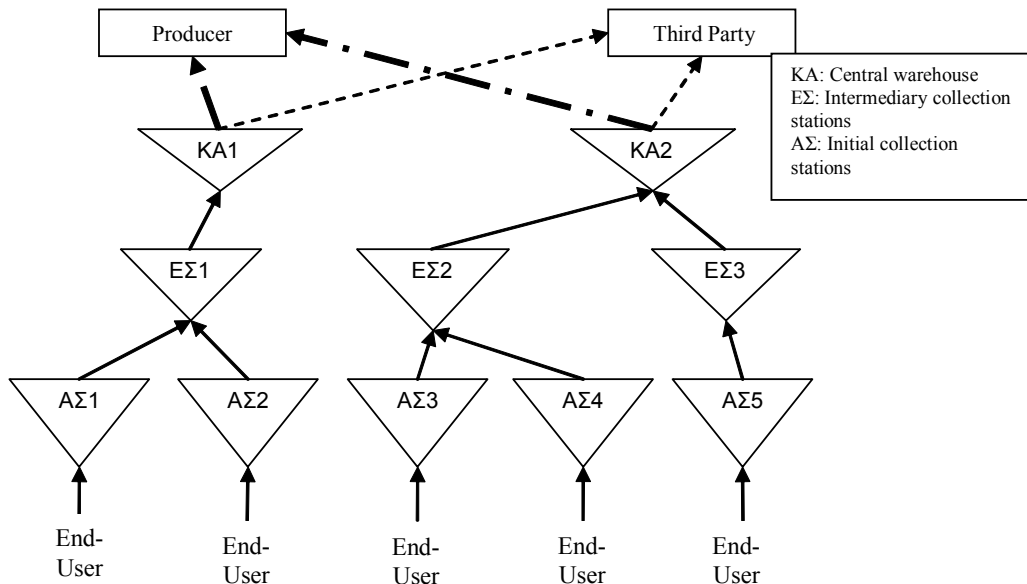 Producer
Third Party
KA: Central warehouse
ΕΣ: Intermediary collection
stations
ΑΣ: Initial collection
stations
KA1
KA2
ΕΣ1
ΕΣ2
ΕΣ3
ΑΣ1
ΑΣ2
ΑΣ3
ΑΣ4
ΑΣ5
End-
User
End-
User
End-
User
End-
User
End-
User